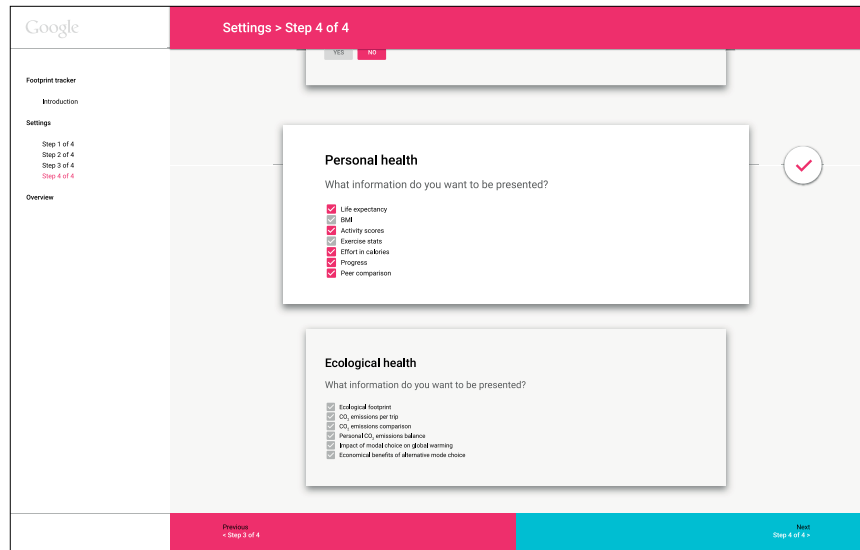 Google
Settings > Step 4 of 4
YES
NO
Footprint tracker
Introduction
Settings
Step 1 of 4
Step 2 of 4
Step 3 of 4
Step 4 of 4
Overview
Personal health
What information do you want to be presented?
Life expectancy
BMI
Activity scores
Exercise stats
Effort in calories
Progress
Peer comparison
Ecological health
What information do you want to be presented?
Ecological footprint
CO₂ emissions per trip
CO₂ emissions comparison
Personal CO₂ emissions balance
Impact of modal choice on global warming
Economical benefits of alternative mode choice
Previous
< Step 3 of 4
Next
Step 4 of 4 >